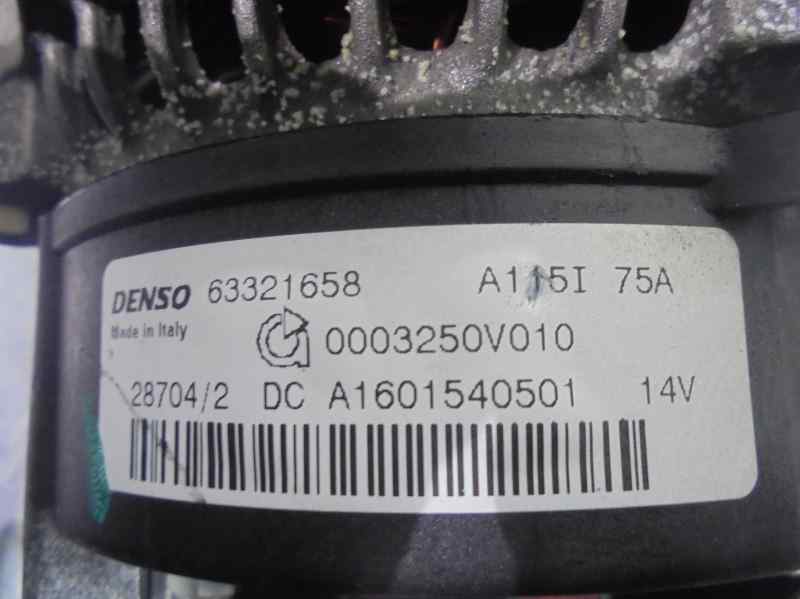 DENSO 63321658 A115I 75A
Made in Italy 0003250V010
28704/2 DC A1601540501 14V